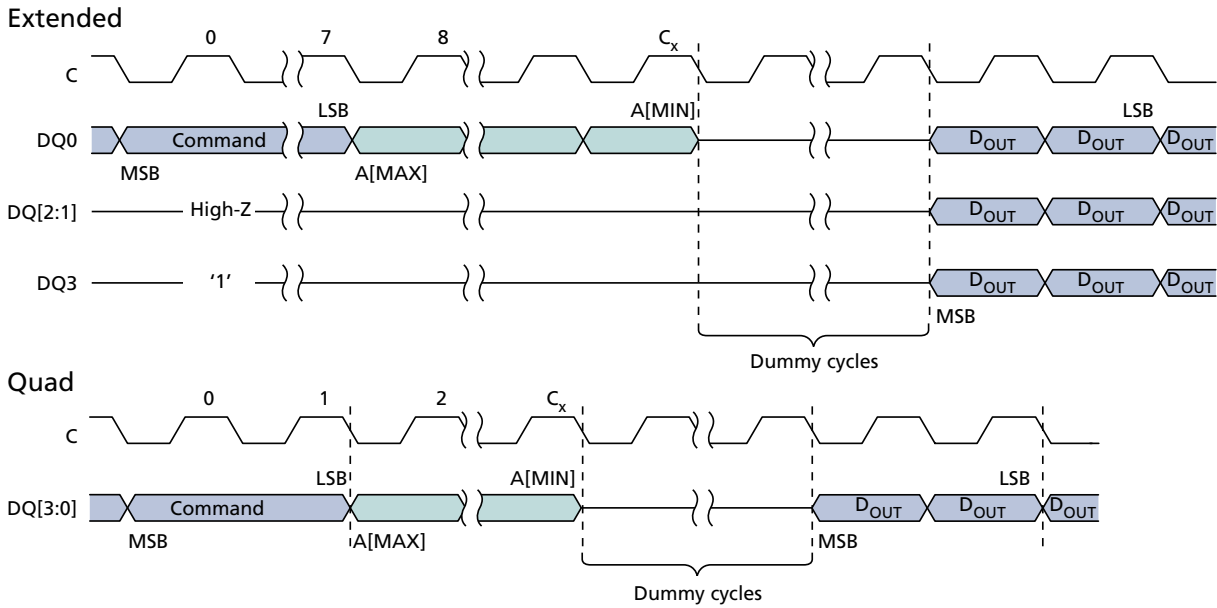 Extended
0 7 8 Cx
C
LSB A[MIN] LSB
DQ0 Command DOUT DOUT DOUT
MSB A[MAX]
DQ[2:1] High-Z DOUT DOUT DOUT
DQ3 ‘1’ DOUT DOUT DOUT
MSB
Dummy cycles
Quad
0 1 2 Cx
C
LSB A[MIN] LSB
DQ[3:0] Command DOUT DOUT DOUT
MSB A[MAX] MSB
Dummy cycles